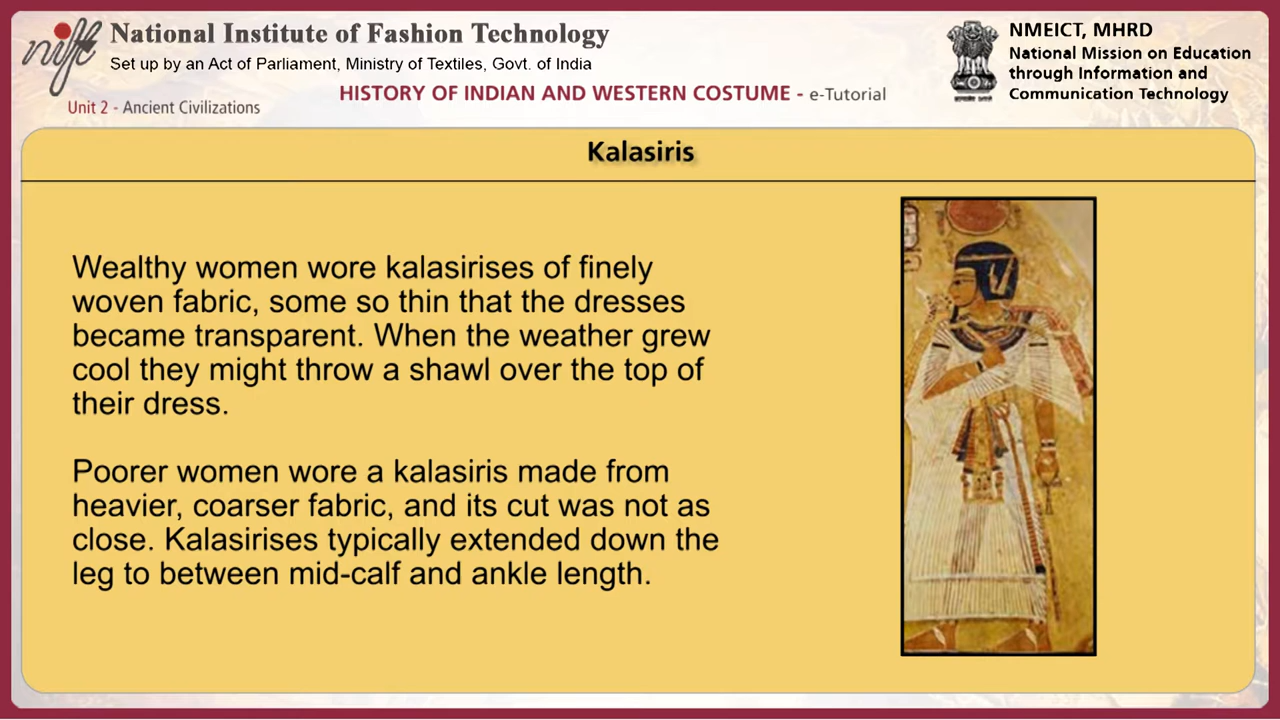 nift
National Institute of Fashion Technology
Set up by an Act of Parliament, Ministry of Textiles, Govt. of India
Unit 2 - Ancient Civilizations
HISTORY OF INDIAN AND WESTERN COSTUME - e-Tutorial
NMEICT, MHRD
National Mission on Education
through Information and
Communication Technology
Kalasiris
Wealthy women wore kalasirises of finely
woven fabric, some so thin that the dresses
became transparent. When the weather grew
cool they might throw a shawl over the top of
their dress.
Poorer women wore a kalasiris made from
heavier, coarser fabric, and its cut was not as
close. Kalasirises typically extended down the
leg to between mid-calf and ankle length.